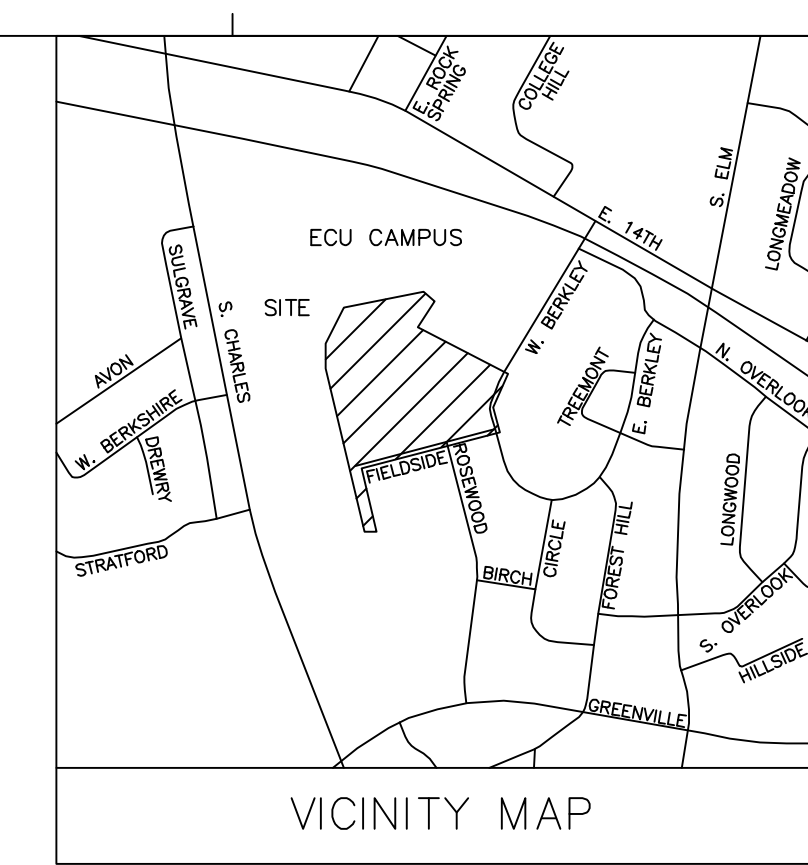 E. ROCK
SPRING
COLLEGE
HILL
S. ELM
LONGMEADOW
E. 14TH
ECU CAMPUS
SULGRAVE
SITE
S. CHARLES
W. BERKLEY
AVON
TREEMONT
E. BERKLEY
N. OVERLOOK
W. BERKSHIRE
DREWRY
FIELDSIDE
ROSEWOOD
LONGWOOD
STRATFORD
CIRCLE
FOREST HILL
BIRCH
S. OVERLOOK
HILLSIDE
GREENVILLE
VICINITY MAP